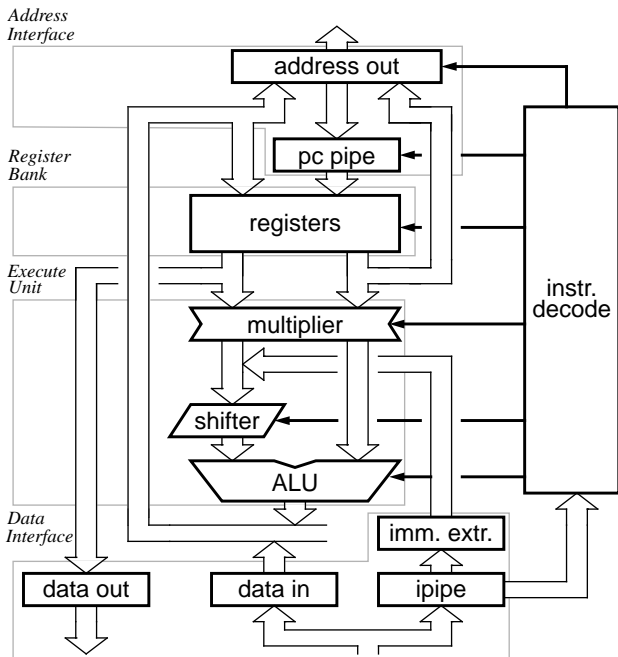 Address
Interface
address out
pc pipe
Register
Bank
registers
Execute
Unit
instr.
decode
multiplier
shifter
ALU
Data
Interface
imm. extr.
data out
data in
ipipe